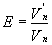 E = V'n / Vn